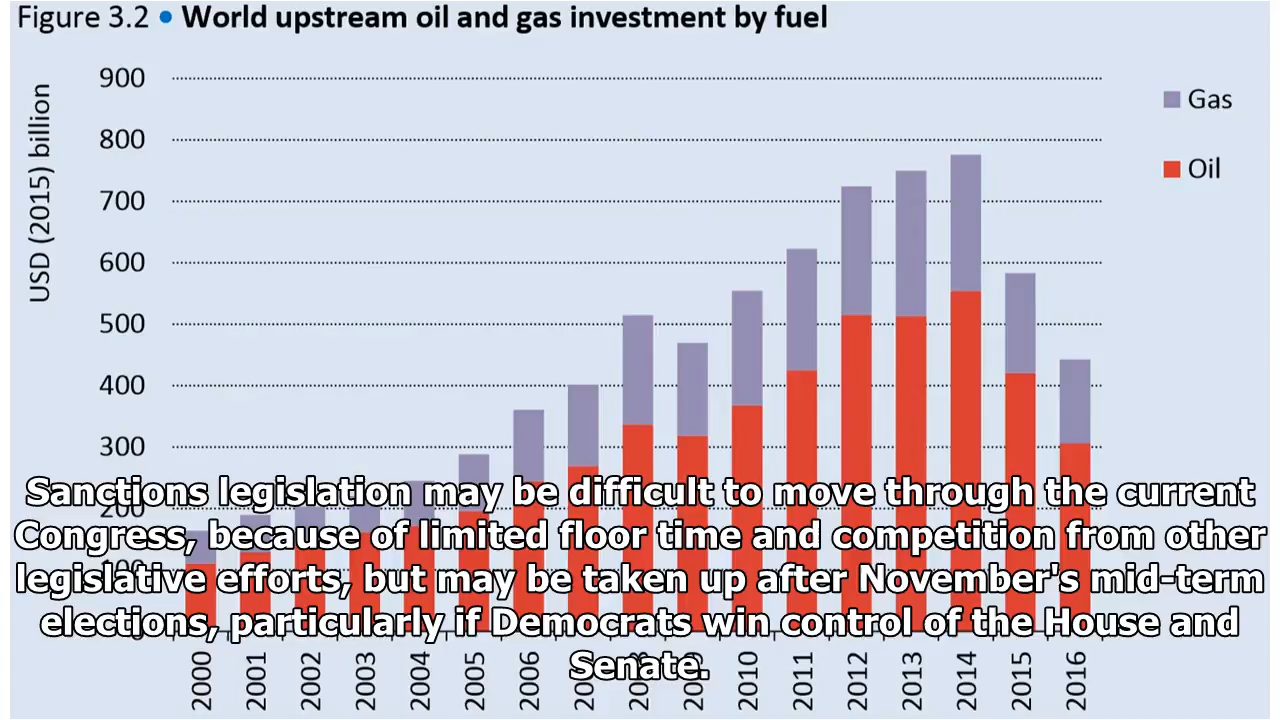 Figure 3.2 • World upstream oil and gas investment by fuel
USD (2015) billion
900
800
700
600
500
400
300
200
100
Gas
Oil
Sanctions legislation may be difficult to move through the current
Congress, because of limited floor time and competition from other
legislative efforts, but may be taken up after November's mid-term
elections, particularly if Democrats win control of the House and
Senate.
2000
2001
2002
2003
2004
2005
2006
2010
2011
2012
2013
2014
2015
2016